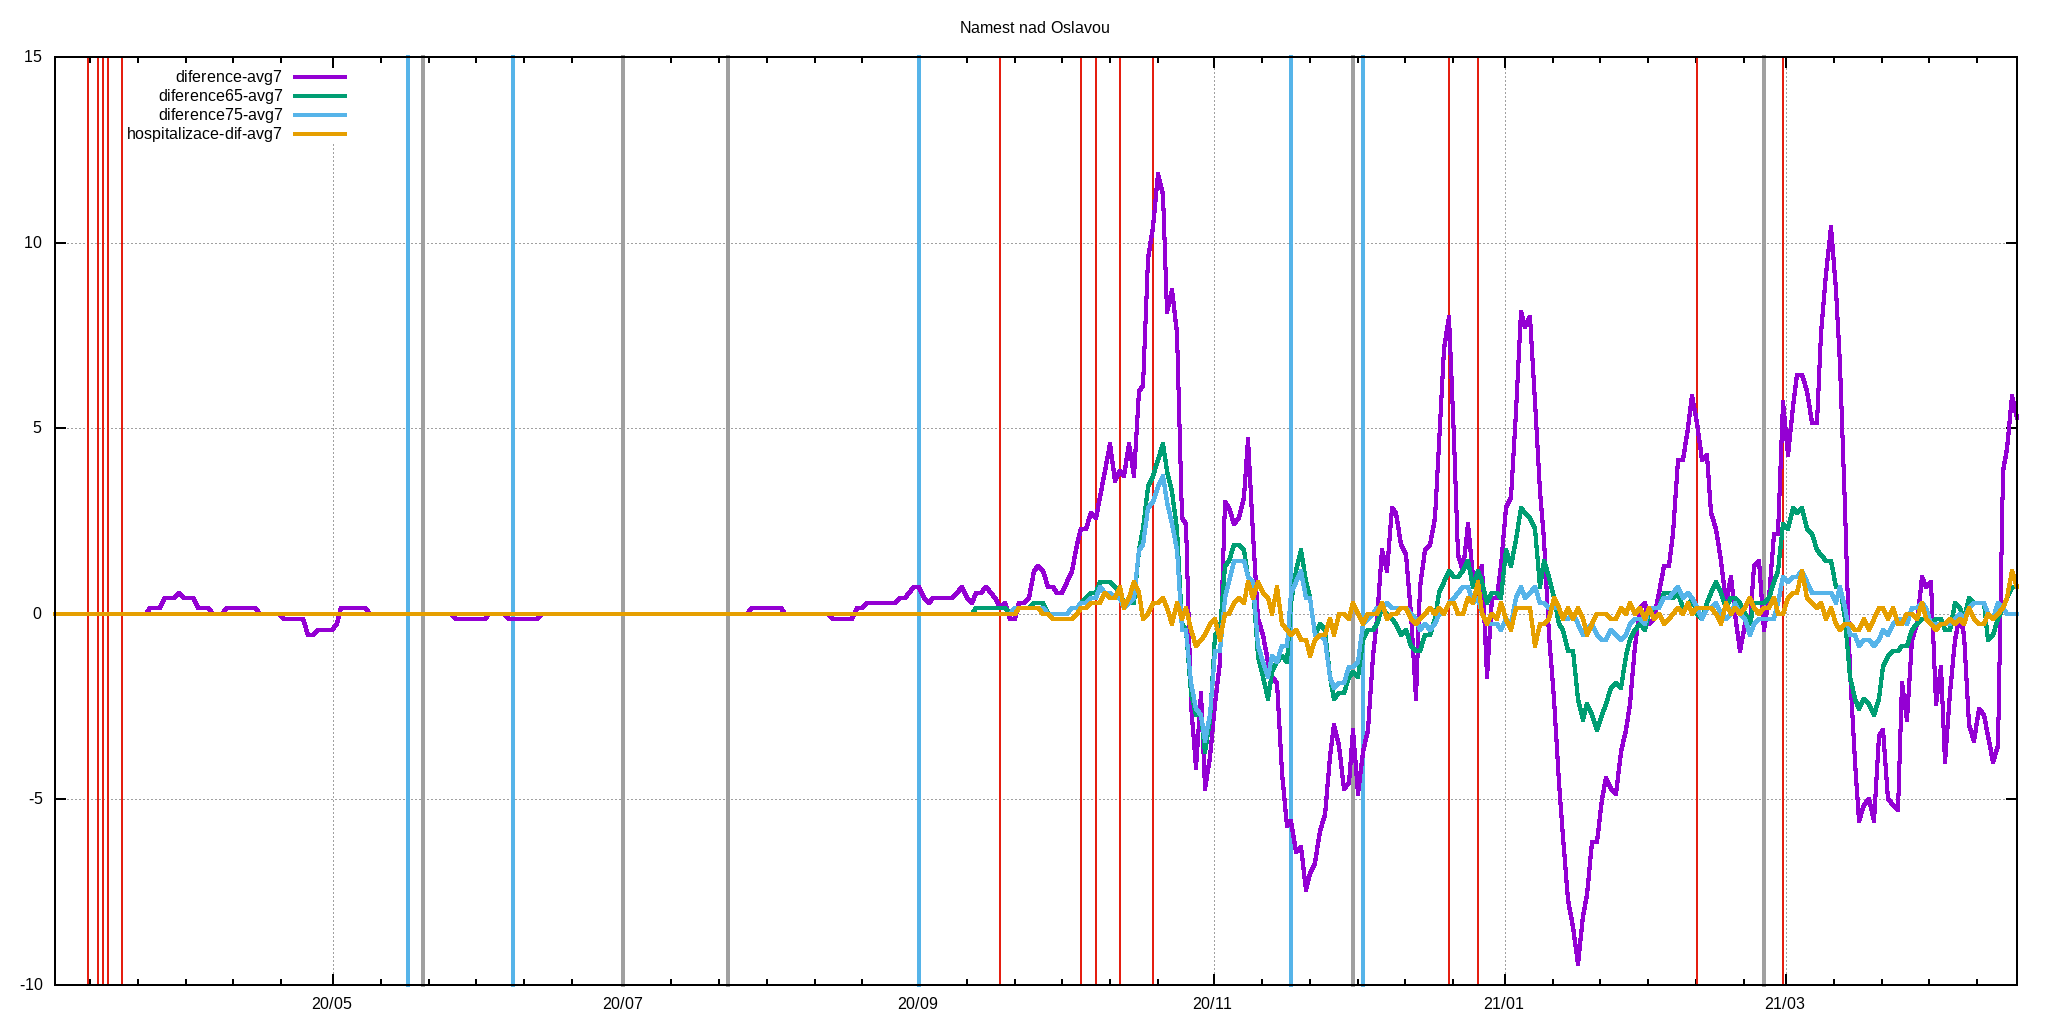 Namest nad Oslavou
15
10
5
0
-5
-10
diference-avg7
diference65-avg7
diference75-avg7
hospitalizace-dif-avg7
20/05 20/07 20/09 20/11 21/01 21/03